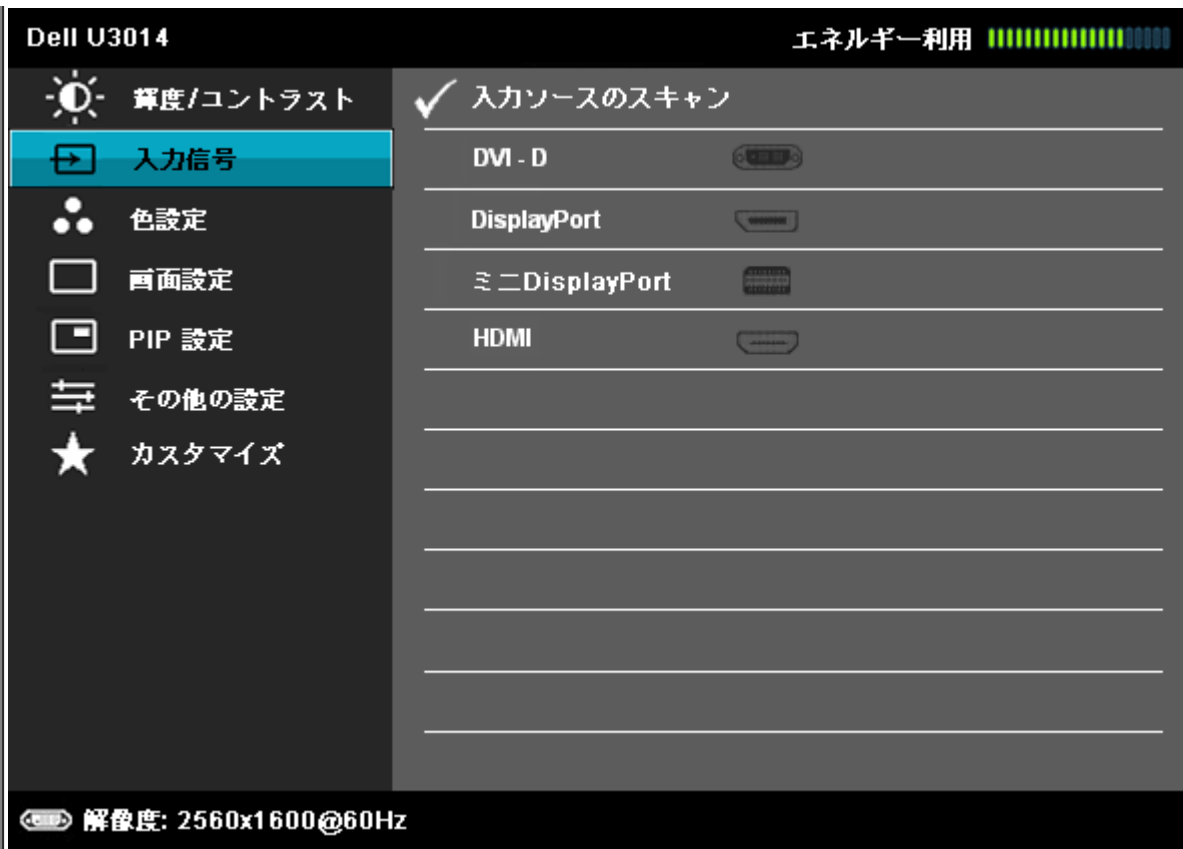 Dell U3014 エネルギー利用
輝度/コントラスト
入力信号
色設定
画面設定
PIP 設定
その他の設定
カスタマイズ
入力ソースのスキャン
DVI - D
DisplayPort
ミニDisplayPort
HDMI
解像度: 2560x1600@60Hz